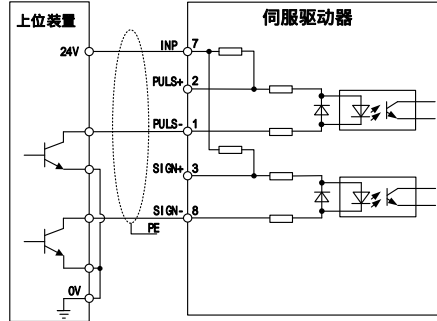 上位装置
伺服驱动器
24V
INP 7
PULS+ 2
PULS- 1
SIGN+ 3
SIGN- 8
PE
0V